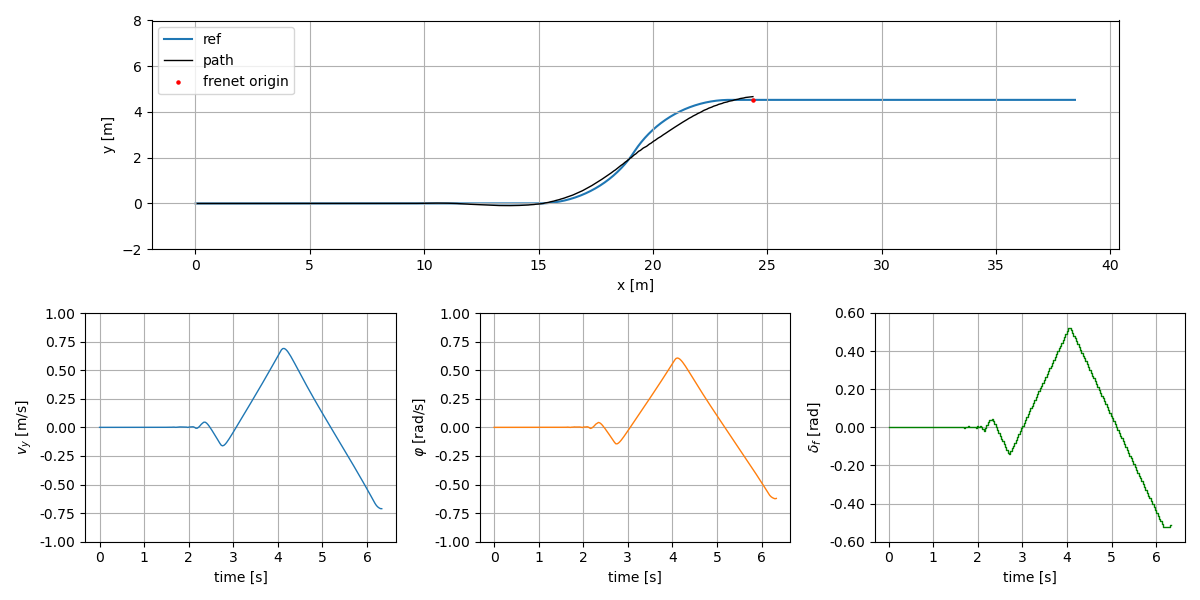 8
6
4
2
0
−2
y [m]
ref
path
frenet origin
0 5 10 15 20 25 30 35 40
x [m]
1.00
0.75
0.50
0.25
0.00
-0.25
-0.50
-0.75
-1.00
v_y [m/s]
0 1 2 3 4 5 6
time [s]
1.00
0.75
0.50
0.25
0.00
-0.25
-0.50
-0.75
-1.00
φ [rad/s]
0 1 2 3 4 5 6
time [s]
0.60
0.40
0.20
0.00
-0.20
-0.40
-0.60
δ_f [rad]
0 1 2 3 4 5 6
time [s]